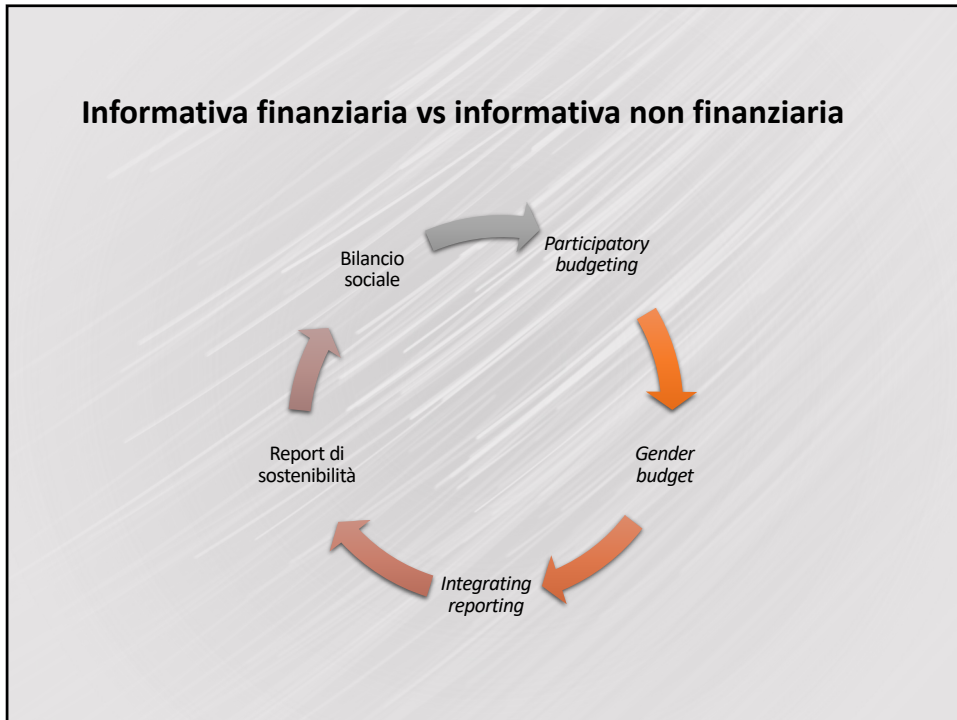 Informativa finanziaria vs informativa non finanziaria
Bilancio
sociale
Participatory
budgeting
Gender
budget
Integrating
reporting
Report di
sostenibilità